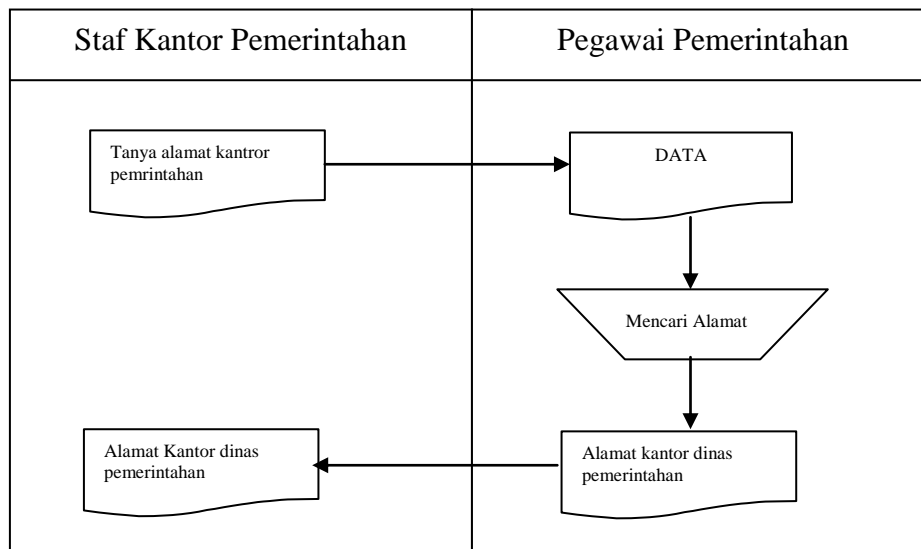 Staf Kantor Pemerintahan
Pegawai Pemerintahan
Tanya alamat kantror
pemrintahan
DATA
Mencari Alamat
Alamat Kantor dinas
pemerintahan
Alamat kantor dinas
pemerintahan